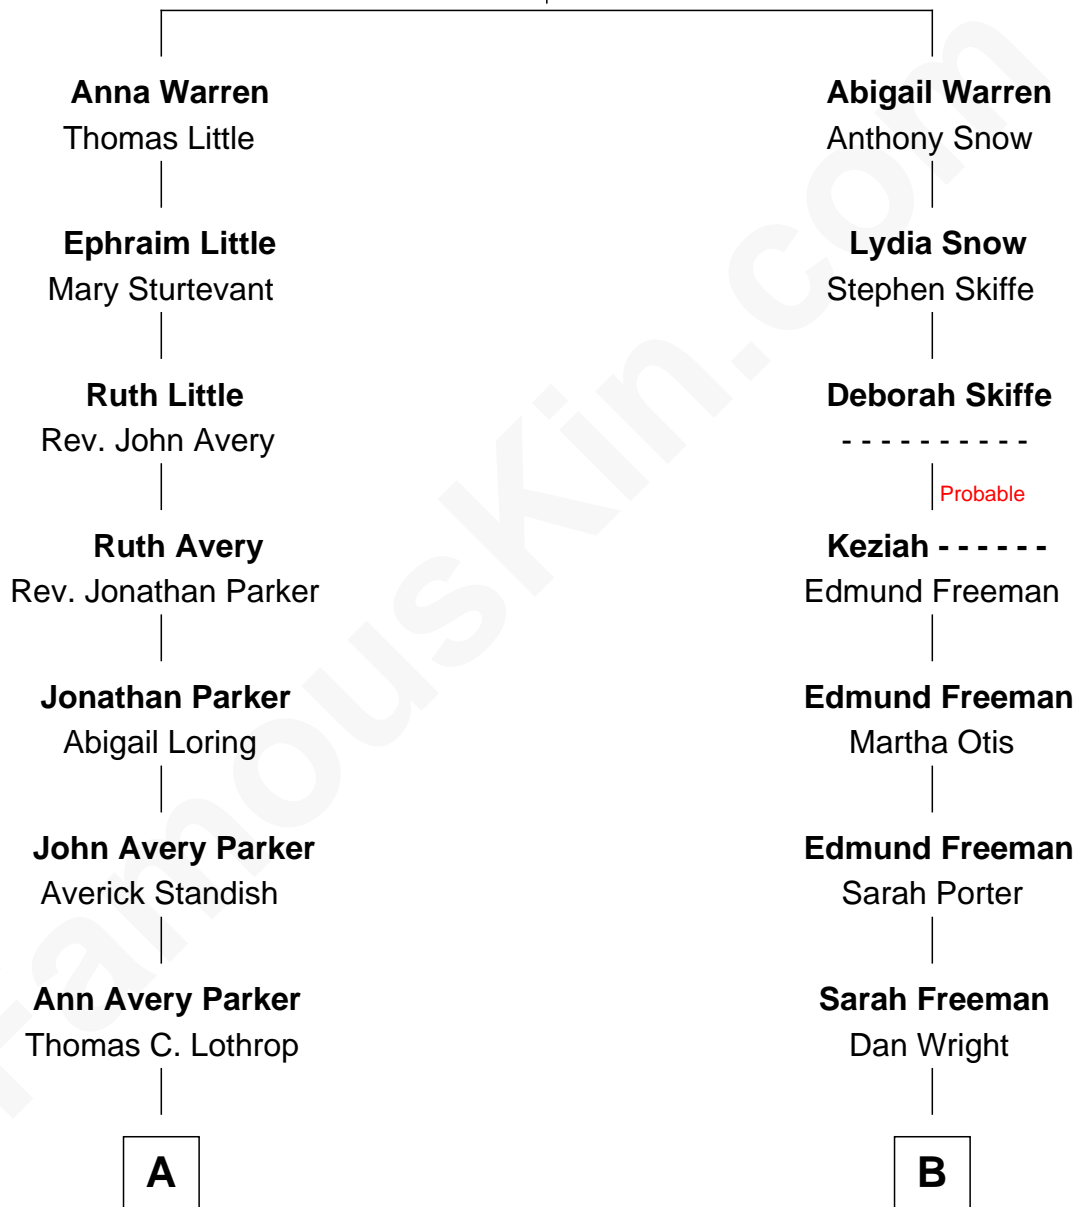 Anna Warren
Thomas Little
Ephraim Little
Mary Sturtevant
Ruth Little
Rev. John Avery
Ruth Avery
Rev. Jonathan Parker
Jonathan Parker
Abigail Loring
John Avery Parker
Averick Standish
Ann Avery Parker
Thomas C. Lothrop
A
Abigail Warren
Anthony Snow
Lydia Snow
Stephen Skiffe
Deborah Skiffe
- - - - - - - - - -
Probable
Keziah - - - - - -
Edmund Freeman
Edmund Freeman
Martha Otis
Edmund Freeman
Sarah Porter
Sarah Freeman
Dan Wright
B
FamousKin.com